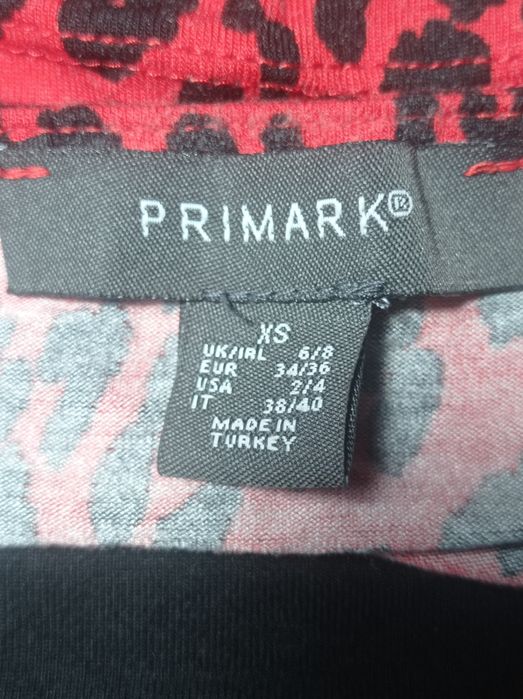 PRIMARK®
XS
UK/IRL 6/8
EUR 34/36
USA 2/4
IT 38/40
MADE IN
TURKEY